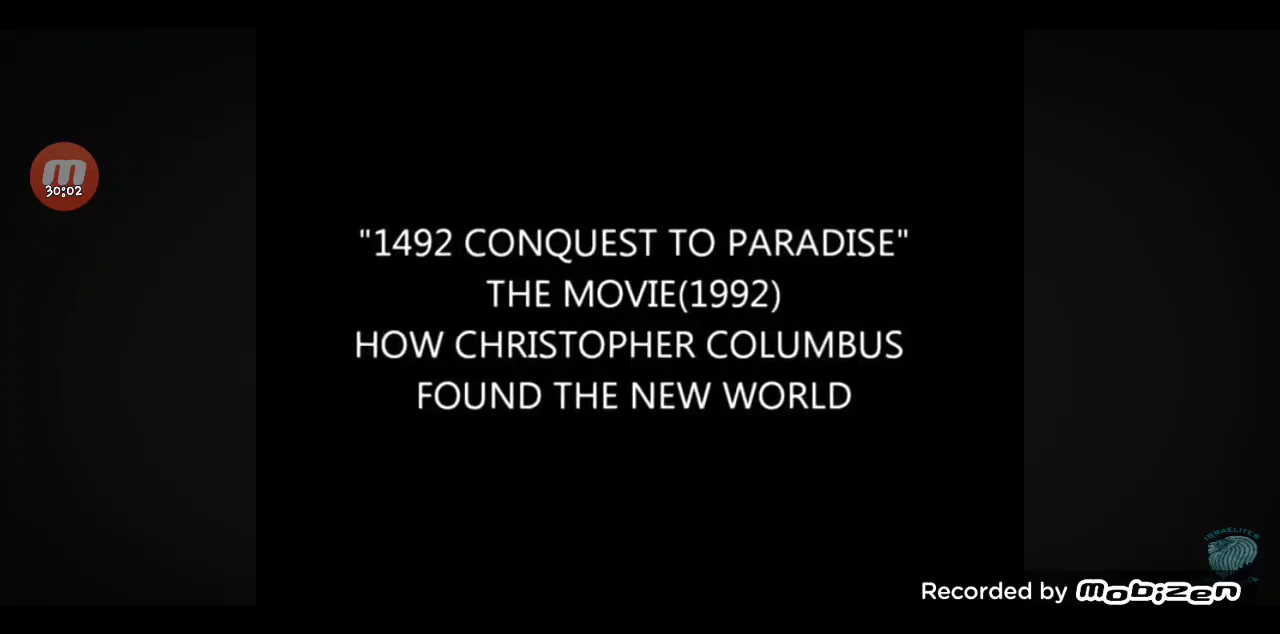 30:02
"1492 CONQUEST TO PARADISE"
THE MOVIE(1992)
HOW CHRISTOPHER COLUMBUS
FOUND THE NEW WORLD
ISRAELITES
Recorded by mobizen